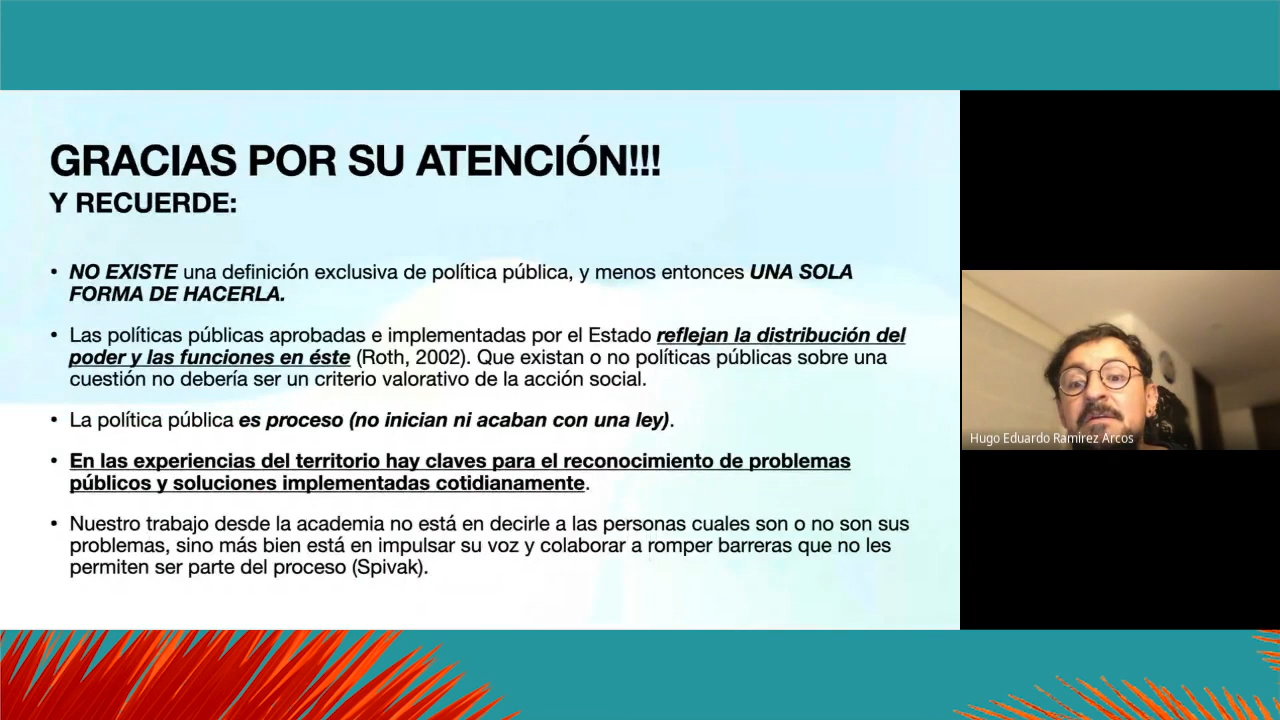 GRACIAS POR SU ATENCIÓN!!!
Y RECUERDE:
• NO EXISTE una definición exclusiva de política pública, y menos entonces UNA SOLA
FORMA DE HACERLA.
• Las políticas públicas aprobadas e implementadas por el Estado reflejan la distribución del
poder y las funciones en éste (Roth, 2002). Que existan o no políticas públicas sobre una
cuestión no debería ser un criterio valorativo de la acción social.
• La política pública es proceso (no inician ni acaban con una ley).
• En las experiencias del territorio hay claves para el reconocimiento de problemas
públicos y soluciones implementadas cotidianamente.
• Nuestro trabajo desde la academia no está en decirle a las personas cuales son o no son sus
problemas, sino más bien está en impulsar su voz y colaborar a romper barreras que no les
permiten ser parte del proceso (Spivak).
Hugo Eduardo Ramirez Arcos